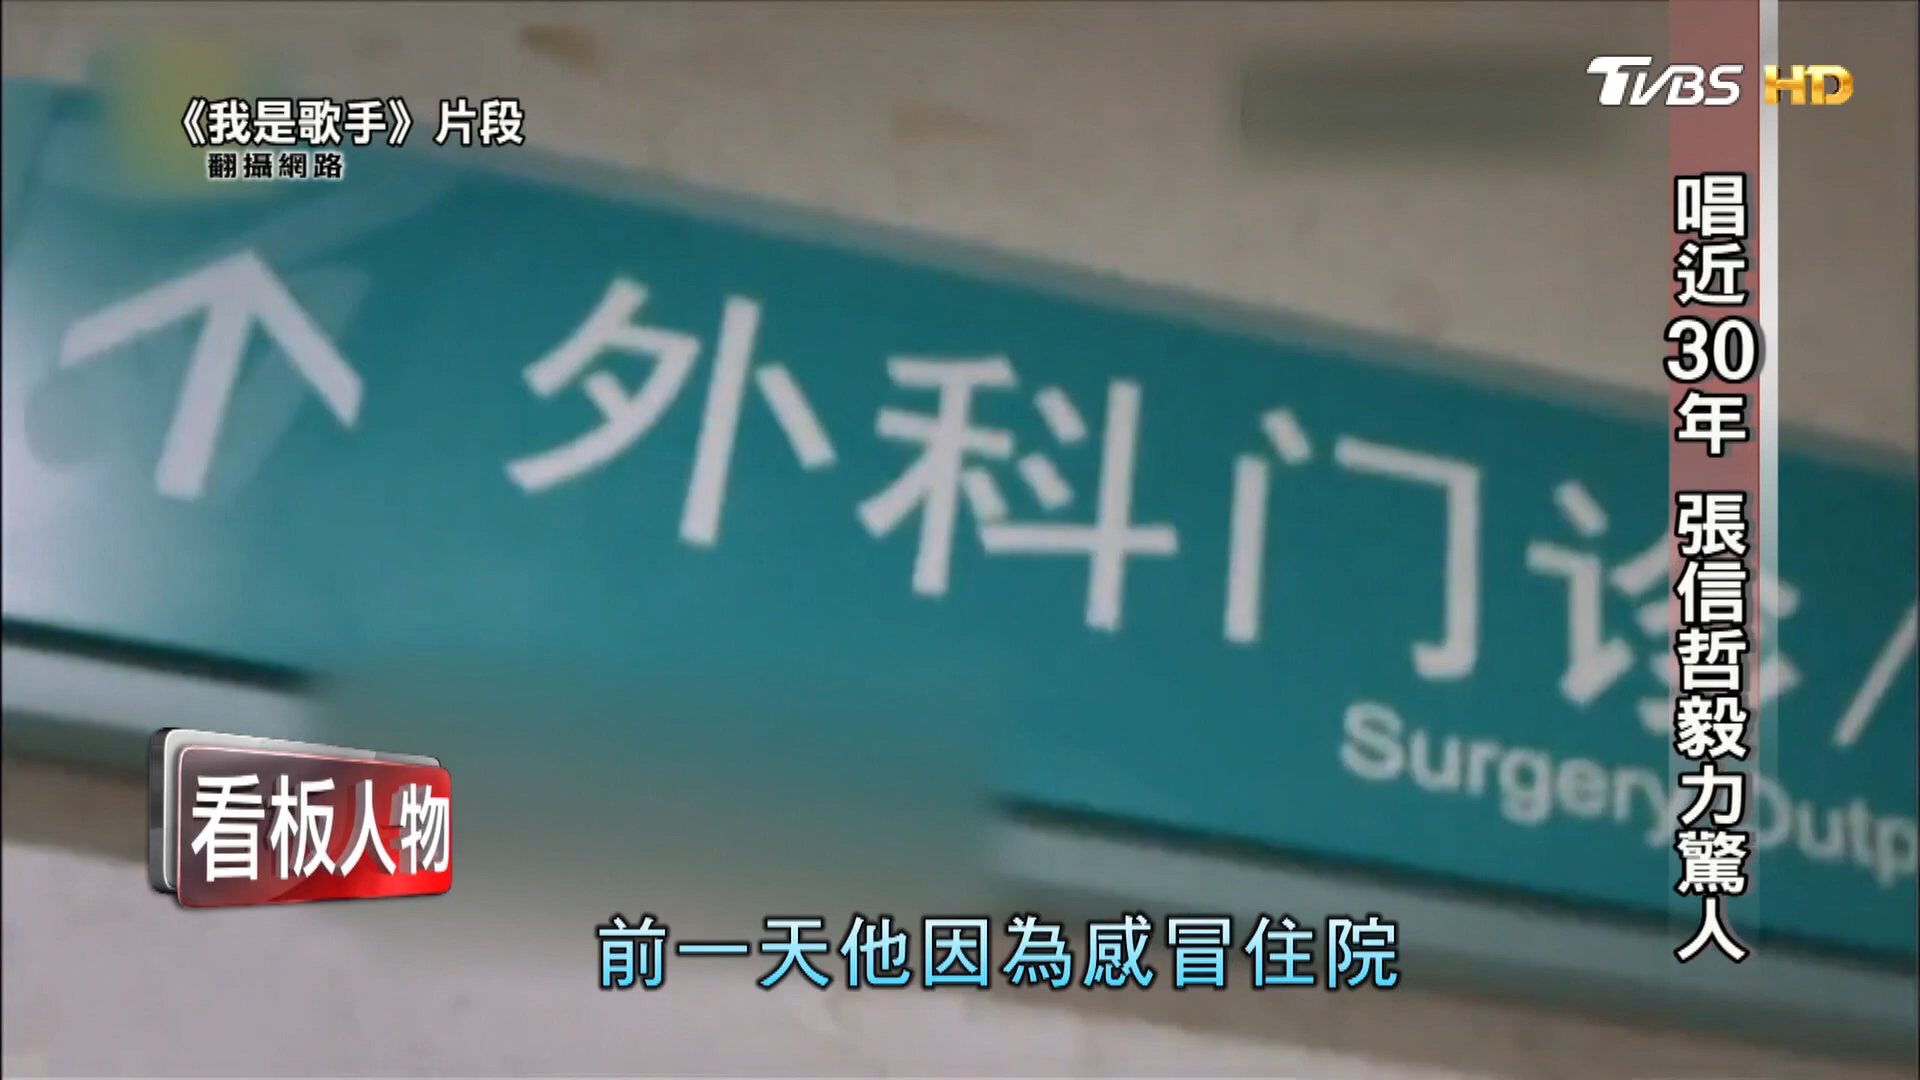 《我是歌手》片段
翻攝網路
TVBS HD
唱近30年 張信哲毅力驚人
外科门诊/
Surgery Outp
看板人物
前一天他因為感冒住院